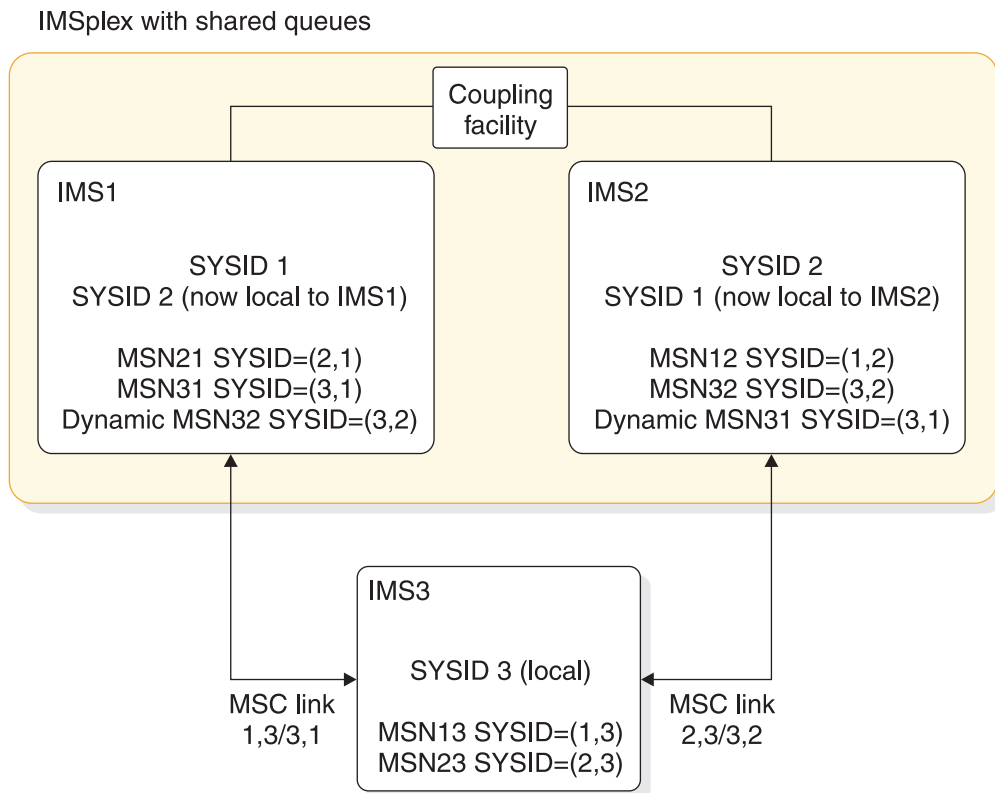 IMSplex with shared queues
Coupling
facility
IMS1
SYSID 1
SYSID 2 (now local to IMS1)
MSN21 SYSID=(2,1)
MSN31 SYSID=(3,1)
Dynamic MSN32 SYSID=(3,2)
IMS2
SYSID 2
SYSID 1 (now local to IMS2)
MSN12 SYSID=(1,2)
MSN32 SYSID=(3,2)
Dynamic MSN31 SYSID=(3,1)
IMS3
SYSID 3 (local)
MSN13 SYSID=(1,3)
MSN23 SYSID=(2,3)
MSC link
1,3/3,1
MSC link
2,3/3,2